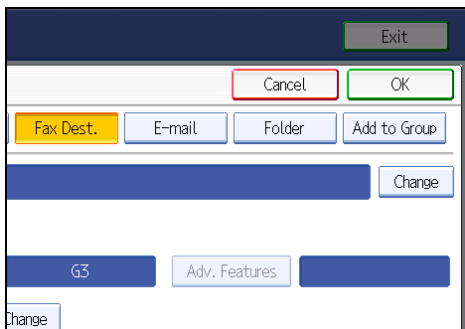 Exit
Cancel OK
Fax Dest. E-mail Folder Add to Group
Change
G3 Adv. Features
Change